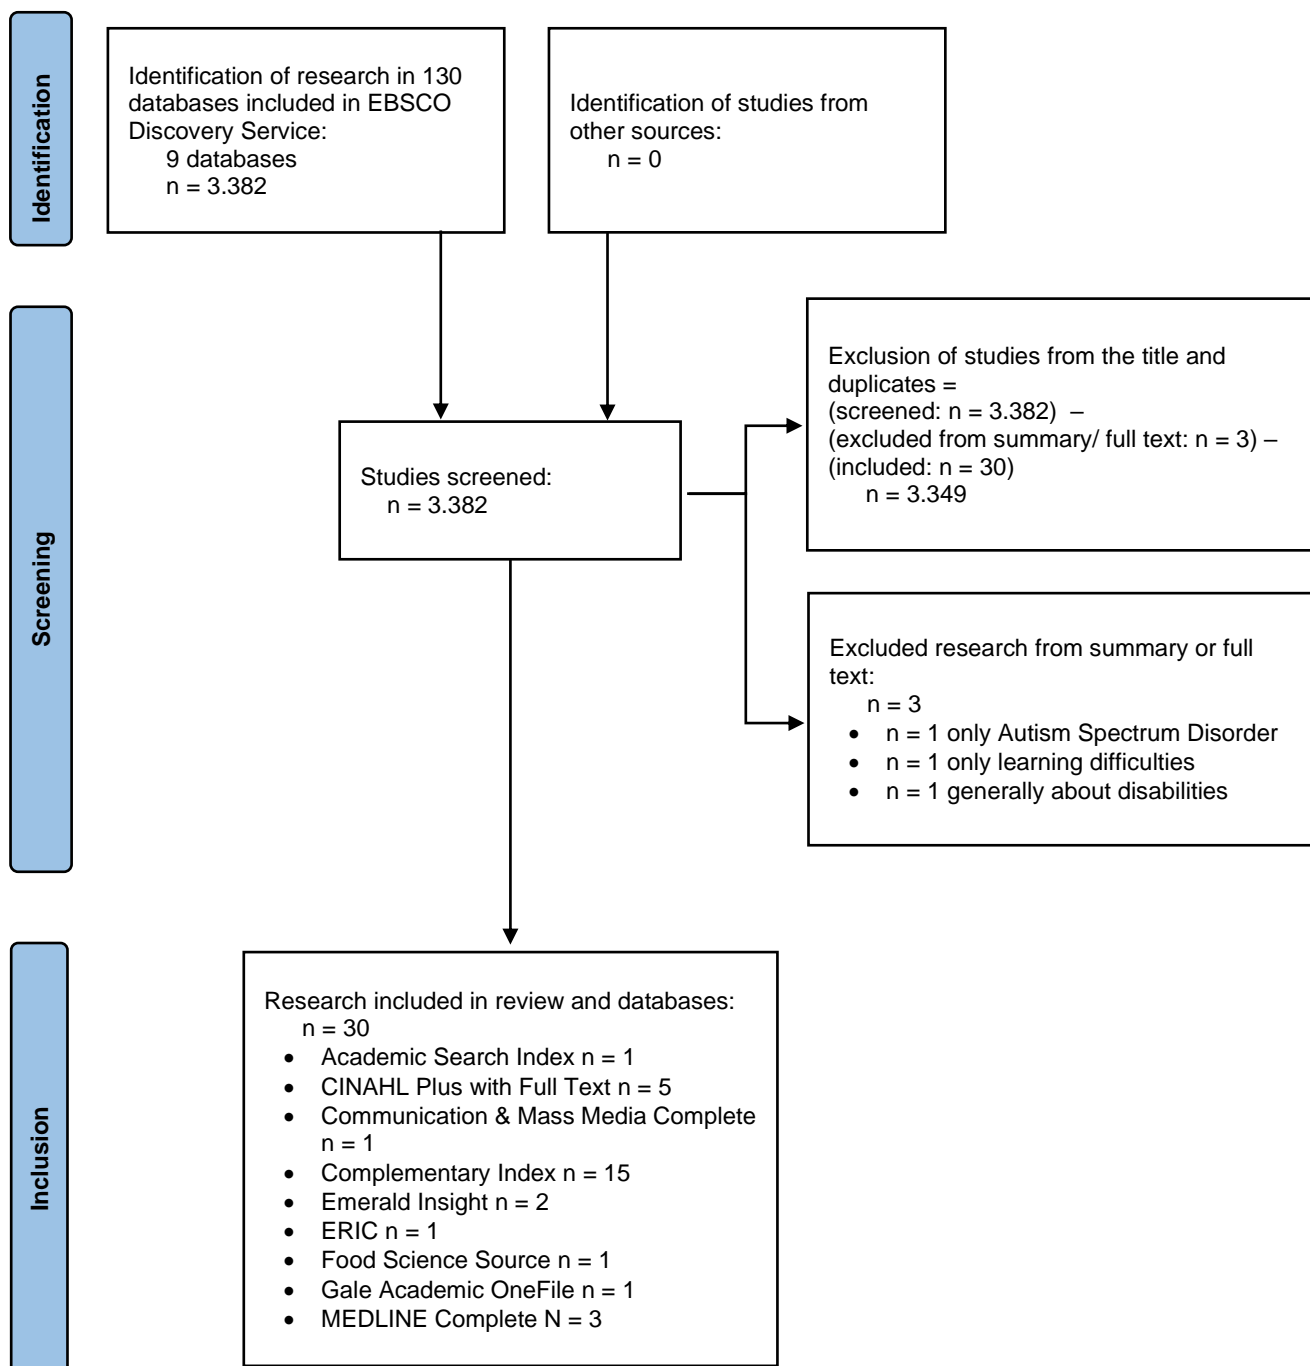 Identification
Identification of research in 130
databases included in EBSCO
Discovery Service:
9 databases
n = 3.382
Identification of studies from
other sources:
n = 0
Screening
Studies screened:
n = 3.382
Exclusion of studies from the title and
duplicates =
(screened: n = 3.382) –
(excluded from summary/ full text: n = 3) –
(included: n = 30)
n = 3.349
Excluded research from summary or full
text:
n = 3
• n = 1 only Autism Spectrum Disorder
• n = 1 only learning difficulties
• n = 1 generally about disabilities
Inclusion
Research included in review and databases:
n = 30
• Academic Search Index n = 1
• CINAHL Plus with Full Text n = 5
• Communication & Mass Media Complete
n = 1
• Complementary Index n = 15
• Emerald Insight n = 2
• ERIC n = 1
• Food Science Source n = 1
• Gale Academic OneFile n = 1
• MEDLINE Complete N = 3